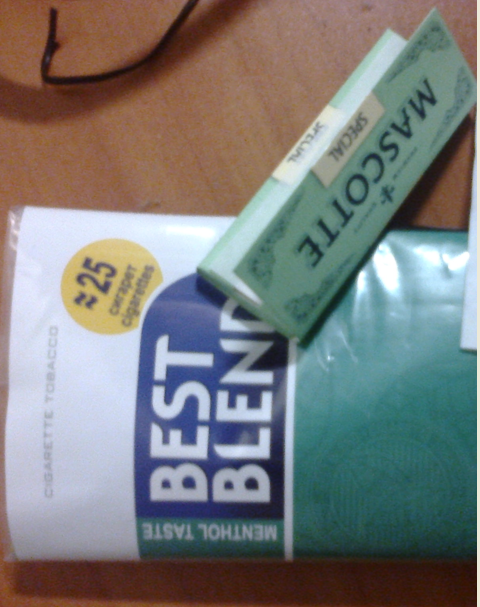 MASCOTTE
SPECIAL
SPECIAL
≈25
сигарет
cigarettes
CIGARETTE TOBACCO
BEST
BLEND
MENTHOL TASTE